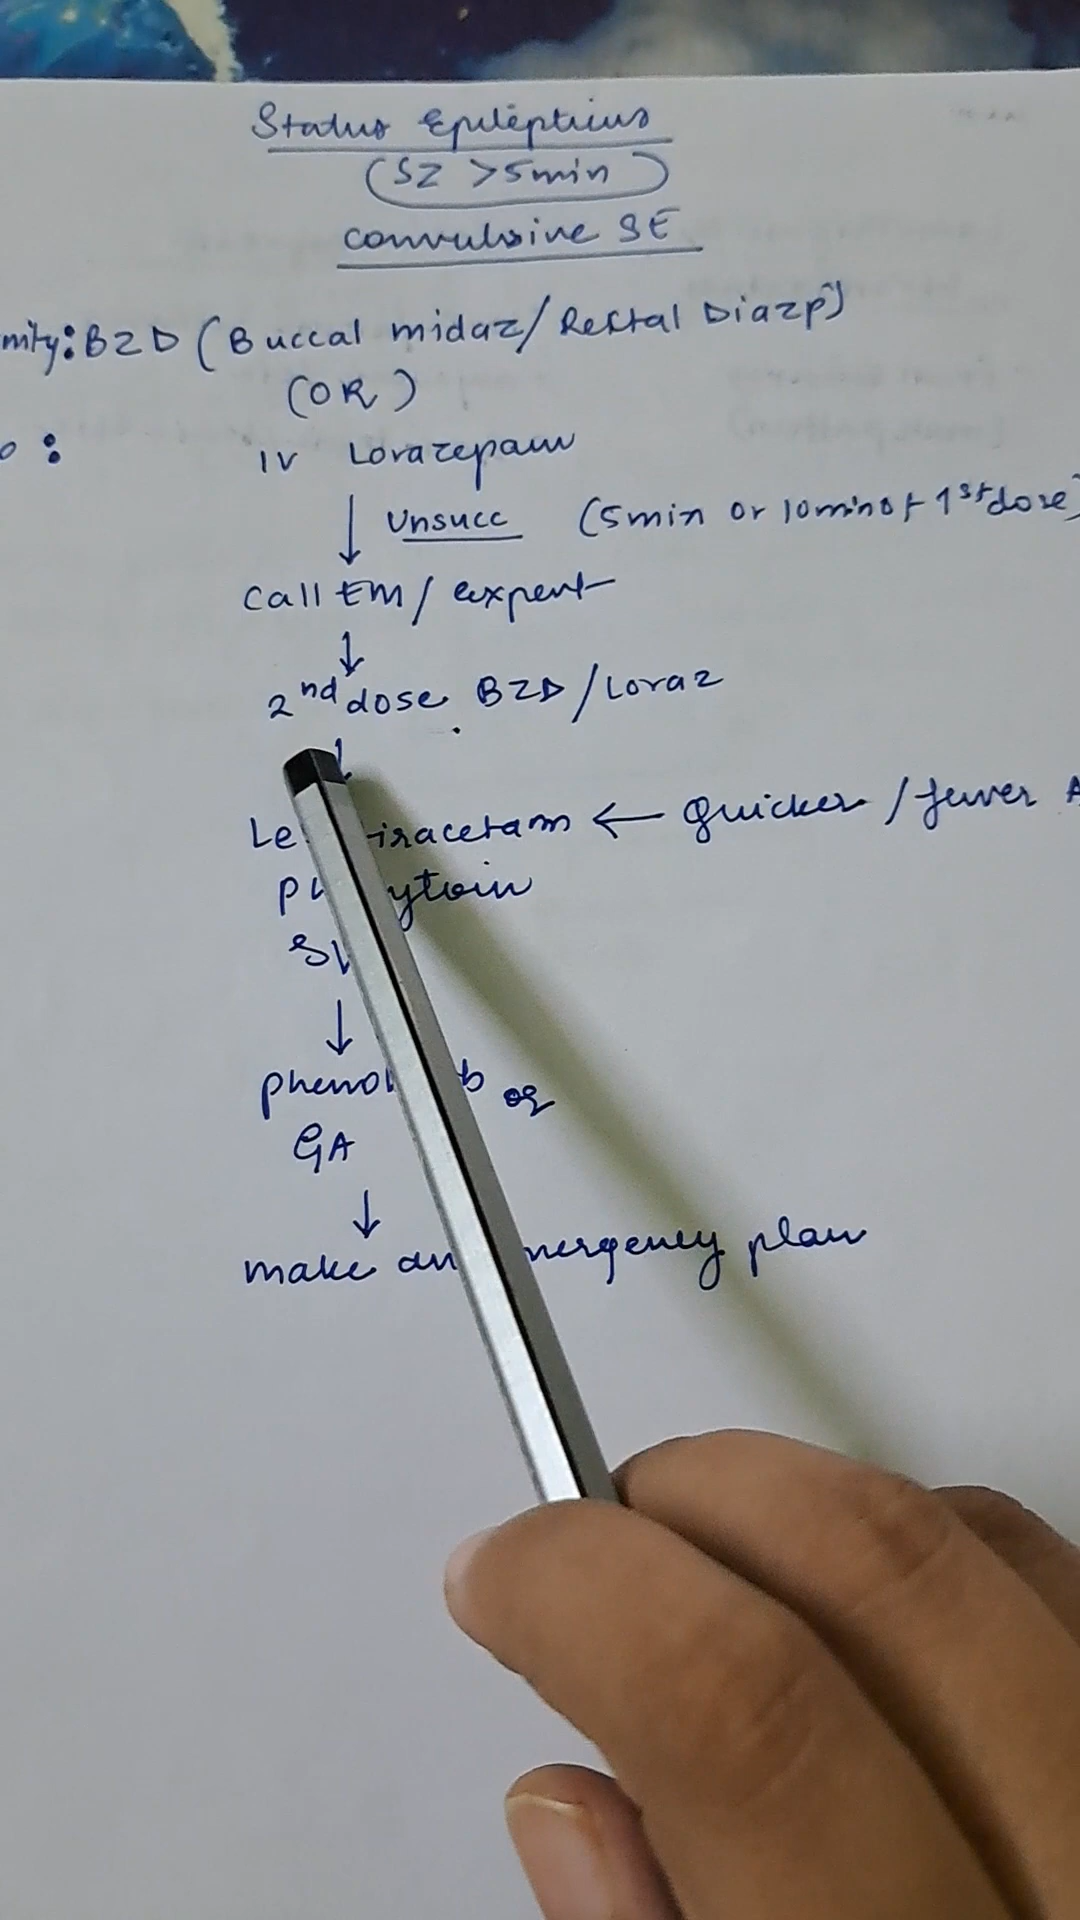 Status Epilepticus
(SZ >5min)
convulsive SE
BZD (Buccal midaz/Rectal Diazp)
(OR)
: IV Lorazepam
Unsucc (5min or 10min of 1st dose)
Call EM / expert
2nd dose BZD/Loraz
← quicker /fewer
or
GA
make an plan